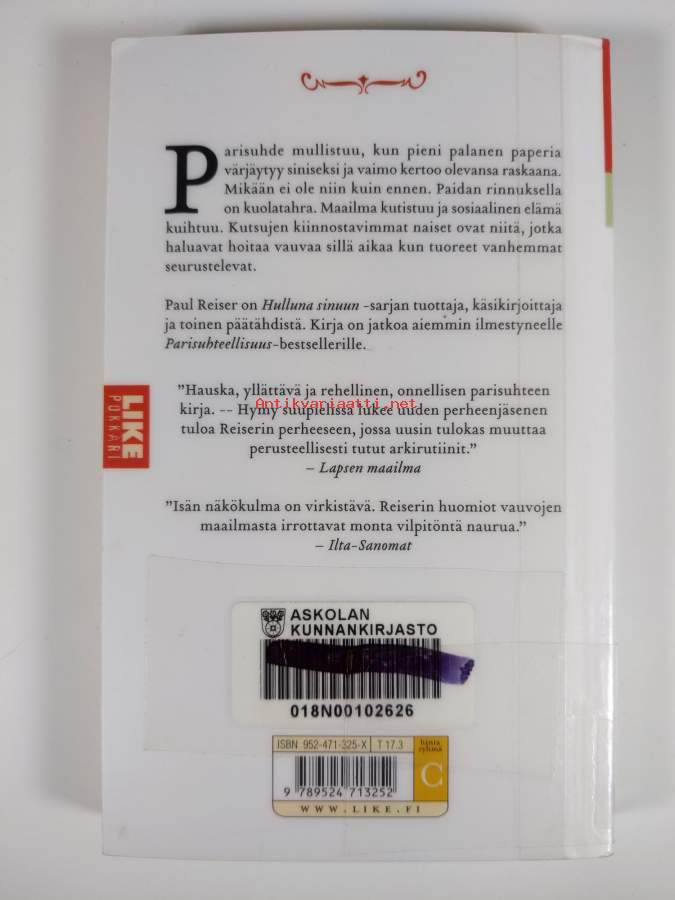 Parisuhde mullistuu, kun pieni palanen paperia
värjäytyy siniseksi ja vaimo kertoo olevansa raskaana.
Mikään ei ole niin kuin ennen. Paidan rinnuksella
on kuolatahra. Maailma kutistuu ja sosiaalinen elämä
kuihtuu. Kutsujen kiinnostavimmat naiset ovat niitä, jotka
haluavat hoitaa vauvaa sillä aikaa kun tuoreet vanhemmat
seurustelevat.
Paul Reiser on Hulluna sinuun -sarjan tuottaja, käsikirjoittaja
ja toinen päätähdistä. Kirja on jatkoa aiemmin ilmestyneelle
Parisuhteellisuus-bestsellerille.
”Hauska, yllättävä ja rehellinen, onnellisen parisuhteen
kirja. -- Hymy suupielissä lukee uuden perheenjäsenen
tuloa Reiserin perheeseen, jossa uusin tulokas muuttaa
perusteellisesti tutut arkirutiinit.”
– Lapsen maailma
”Isän näkökulma on virkistävä. Reiserin huomiot vauvojen
maailmasta irrottavat monta vilpitöntä naurua.”
– Ilta-Sanomat
LIKE
POKKARI
Antikvariaatti.net
ASKOLAN
KUNNANKIRJASTO
018N00102626
ISBN 952-471-325-X T 17.3
hinta
ryhmä
C
9 789524 713252
WWW.LIKE.FI